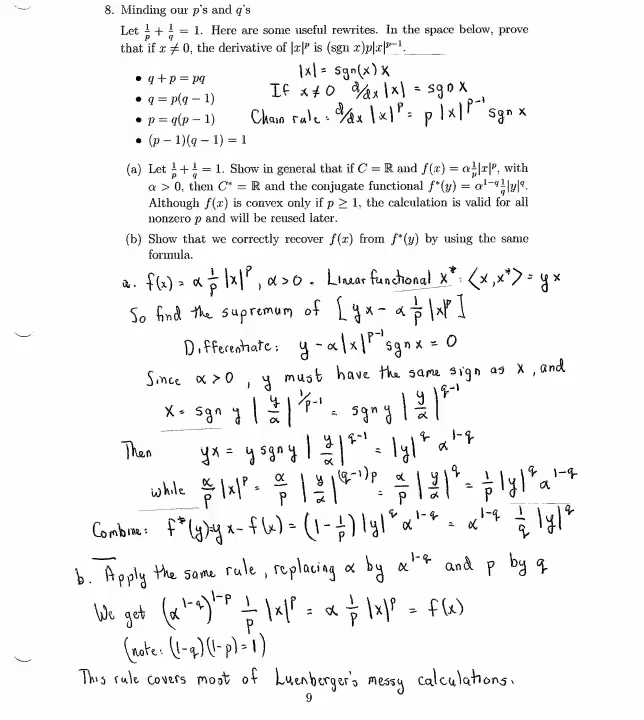 8. Minding our p's and q's
Let 1/p + 1/q = 1. Here are some useful rewrites. In the space below, prove
that if x ≠ 0, the derivative of |x|^p is (sgn x)p|x|^{p−1}.
• q + p = pq
• q = p(q − 1)
• p = q(p − 1)
• (p − 1)(q − 1) = 1
|x| = sgn(x) x
If x ≠ 0 d/dx |x| = sgn x
Chain rule: d/dx |x|^p = p |x|^{p-1} sgn x
(a) Let 1/p + 1/q = 1. Show in general that if C = ℝ and f(x) = α 1/p |x|^p, with
α > 0, then C* = ℝ and the conjugate functional f*(y) = α^{1−q} 1/q |y|^q.
Although f(x) is convex only if p ≥ 1, the calculation is valid for all
nonzero p and will be reused later.
(b) Show that we correctly recover f(x) from f*(y) by using the same
formula.
a. f(x) = α 1/p |x|^p, α > 0. Linear functional x*: <x, x*> = yx
So find the supremum of [yx - α 1/p |x|^p]
Differentiate: y - α|x|^{p-1} sgn x = 0
Since α > 0, y must have the same sign as x, and
x = sgn y |y/α|^{1/p-1} = sgn y |y/α|^{q-1}
Then yx = y sgn y |y/α|^{q-1} = |y|^q α^{1-q}
while α/p |x|^p = α/p |y/α|^{(q-1)p} = α/p |y/α|^q = 1/p |y|^q α^{1-q}
Combine: f*(y) = yx - f(x) = (1 - 1/p) |y|^q α^{1-q} = α^{1-q} 1/q |y|^q
b. Apply the same rule, replacing α by α^{1-q} and p by q
We get (α^{1-q})^{1-p} 1/p |x|^p = α 1/p |x|^p = f(x)
(note: (1-q)(1-p) = 1)
This rule covers most of Luenberger's messy calculations.
9